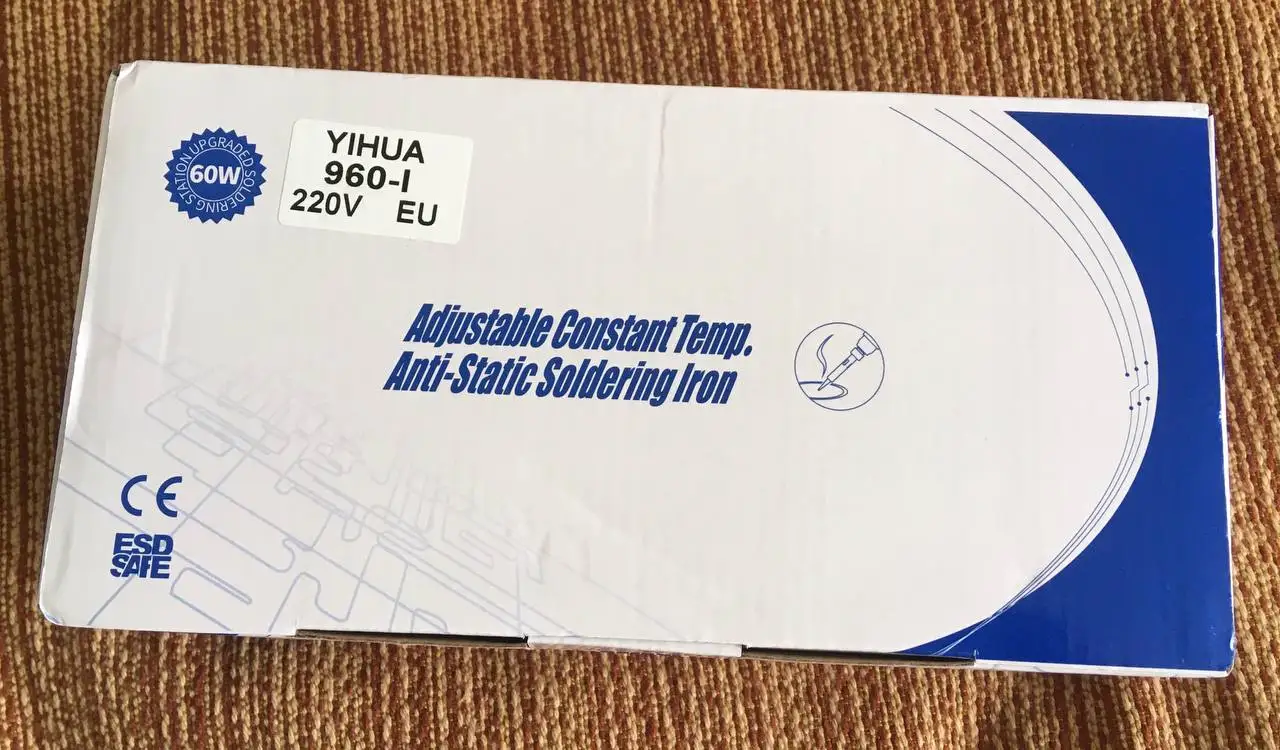 UPGRADED SOLDERING STATION
60W
YIHUA
960-I
220V EU
Adjustable Constant Temp.
Anti-Static Soldering Iron
CE
ESD
SAFE